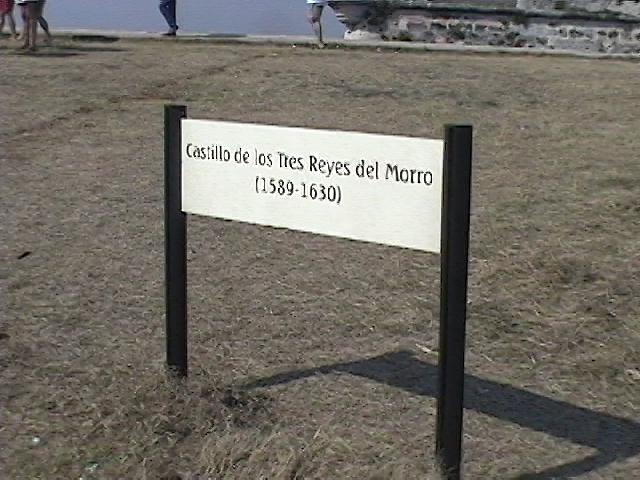 Castillo de los Tres Reyes del Morro
(1589-1630)